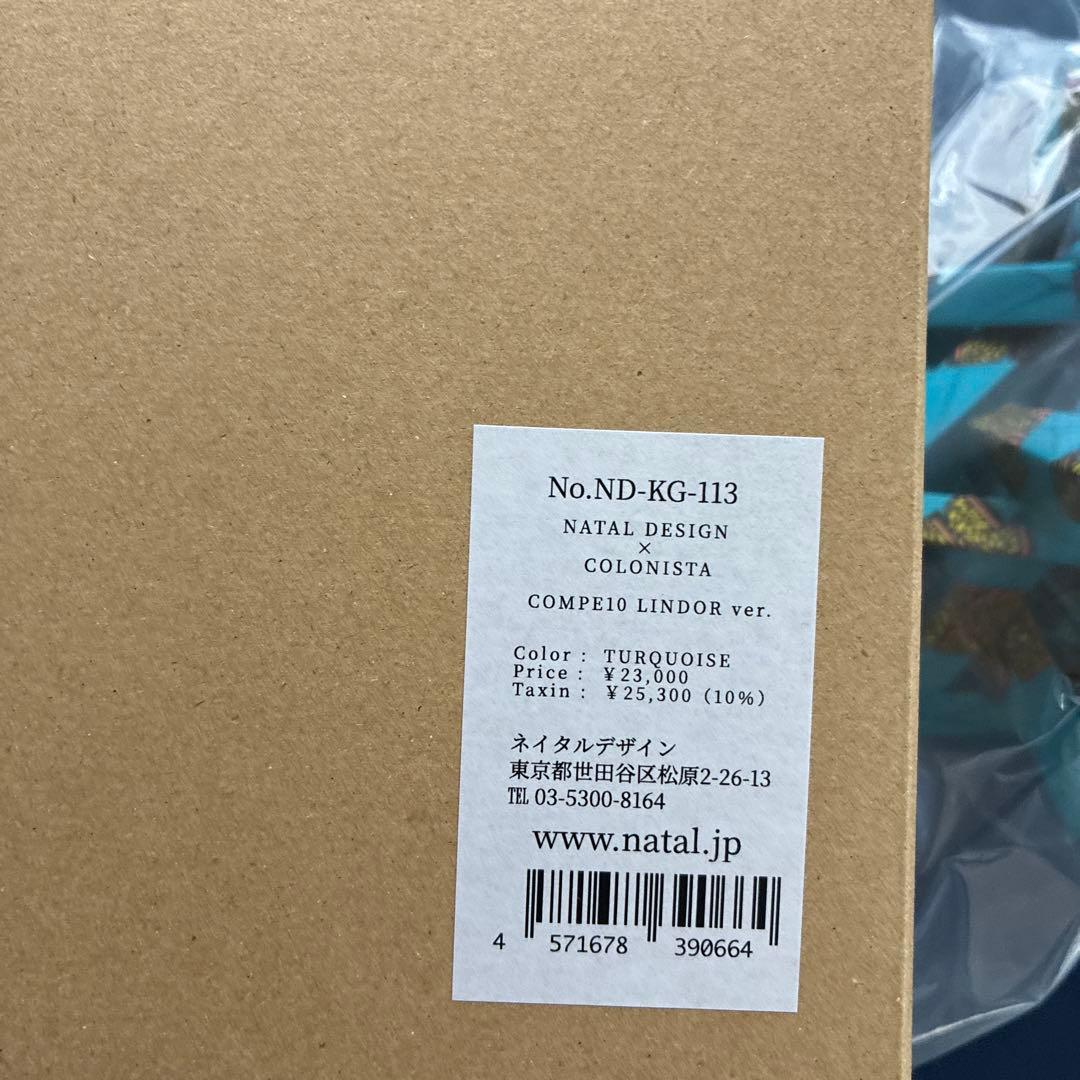 No.ND-KG-113
NATAL DESIGN
×
COLONISTA
COMPE10 LINDOR ver.
Color : TURQUOISE
Price : ¥23,000
Taxin : ¥25,300 (10%)
ネイタルデザイン
東京都世田谷区松原2-26-13
℡ 03-5300-8164
www.natal.jp
4 571678 390664